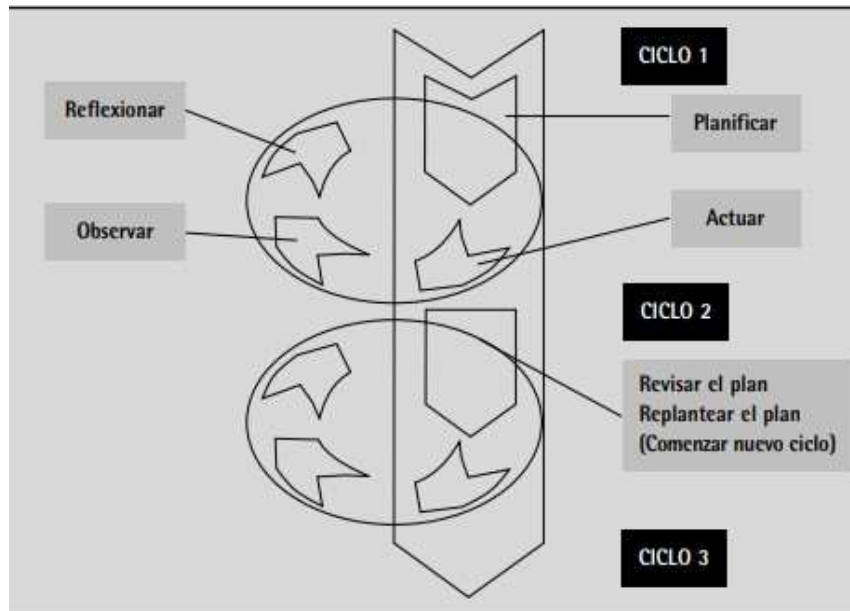 CICLO 1
Reflexionar
Planificar
Observar
Actuar
CICLO 2
Revisar el plan
Replantear el plan
(Comenzar nuevo ciclo)
CICLO 3